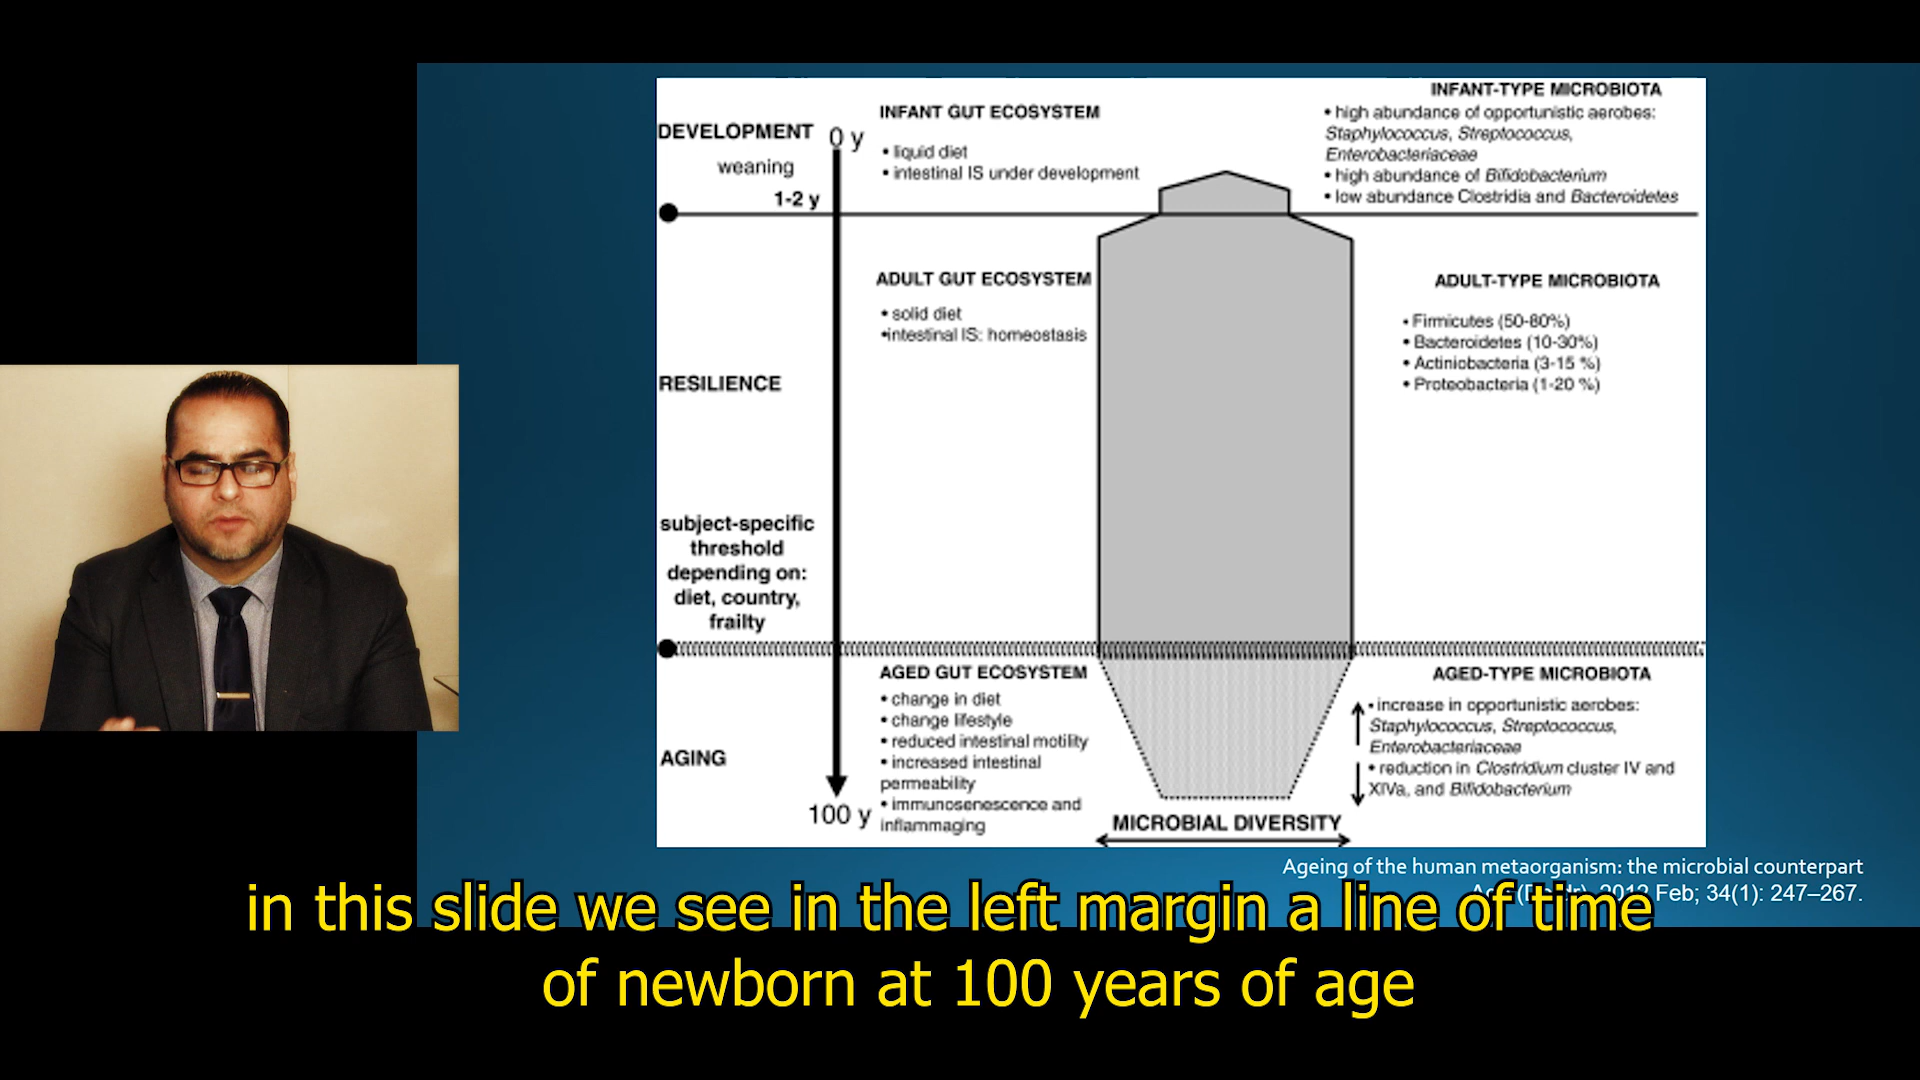 DEVELOPMENT
weaning
1-2 y
0 y
INFANT GUT ECOSYSTEM
• liquid diet
• intestinal IS under development
INFANT-TYPE MICROBIOTA
• high abundance of opportunistic aerobes:
Staphylococcus, Streptococcus,
Enterobacteriaceae
• high abundance of Bifidobacterium
• low abundance Clostridia and Bacteroidetes
RESILIENCE
ADULT GUT ECOSYSTEM
• solid diet
•intestinal IS: homeostasis
ADULT-TYPE MICROBIOTA
• Firmicutes (50-80%)
• Bacteroidetes (10-30%)
• Actiniobacteria (3-15 %)
• Proteobacteria (1-20 %)
subject-specific
threshold
depending on:
diet, country,
frailty
AGING
100 y
AGED GUT ECOSYSTEM
• change in diet
• change lifestyle
• reduced intestinal motility
• increased intestinal
permeability
• immunosenescence and
inflammaging
MICROBIAL DIVERSITY
AGED-TYPE MICROBIOTA
• increase in opportunistic aerobes:
Staphylococcus, Streptococcus,
Enterobacteriaceae
• reduction in Clostridium cluster IV and
XIVa, and Bifidobacterium
Ageing of the human metaorganism: the microbial counterpart
Feb; 34(1): 247–267.
in this slide we see in the left margin a line of time
of newborn at 100 years of age